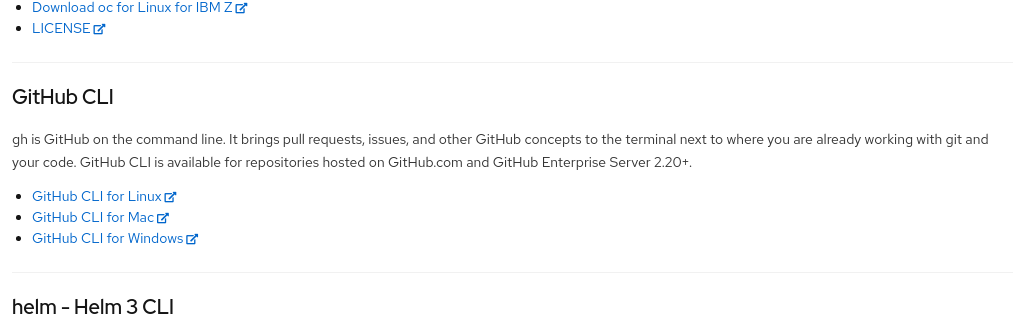 Download oc for Linux for IBM Z
LICENSE
GitHub CLI
gh is GitHub on the command line. It brings pull requests, issues, and other GitHub concepts to the terminal next to where you are already working with git and
your code. GitHub CLI is available for repositories hosted on GitHub.com and GitHub Enterprise Server 2.20+.
GitHub CLI for Linux
GitHub CLI for Mac
GitHub CLI for Windows
helm - Helm 3 CLI